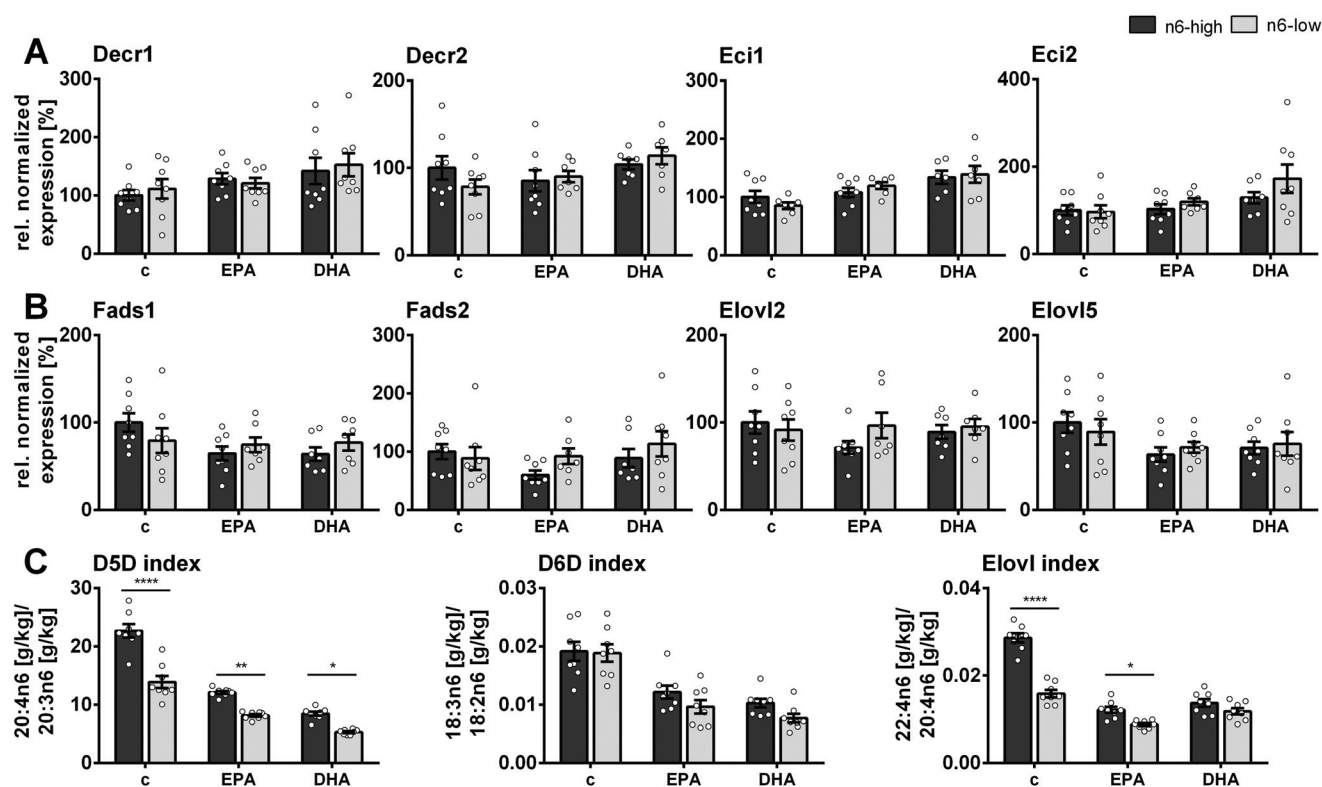 n6-high n6-low
A
Decr1 Decr2 Eci1 Eci2
rel. normalized
expression [%]
300 200 300 400
200 200
100 200
100 100
0 0 0 0
c EPA DHA c EPA DHA c EPA DHA c EPA DHA
B
Fads1 Fads2 Elovl2 Elovl5
rel. normalized
expression [%]
200 300 200 200
200
100 100 100
100
0 0 0 0
c EPA DHA c EPA DHA c EPA DHA c EPA DHA
C
D5D index D6D index Elovl index
20:4n6 [g/kg]/
20:3n6 [g/kg]
30
20
10
0
**** ** *
c EPA DHA
18:3n6 [g/kg]/
18:2n6 [g/kg]
0.03
0.02
0.01
0.00
c EPA DHA
22:4n6 [g/kg]/
20:4n6 [g/kg]
0.04
0.02
0.00
**** *
c EPA DHA